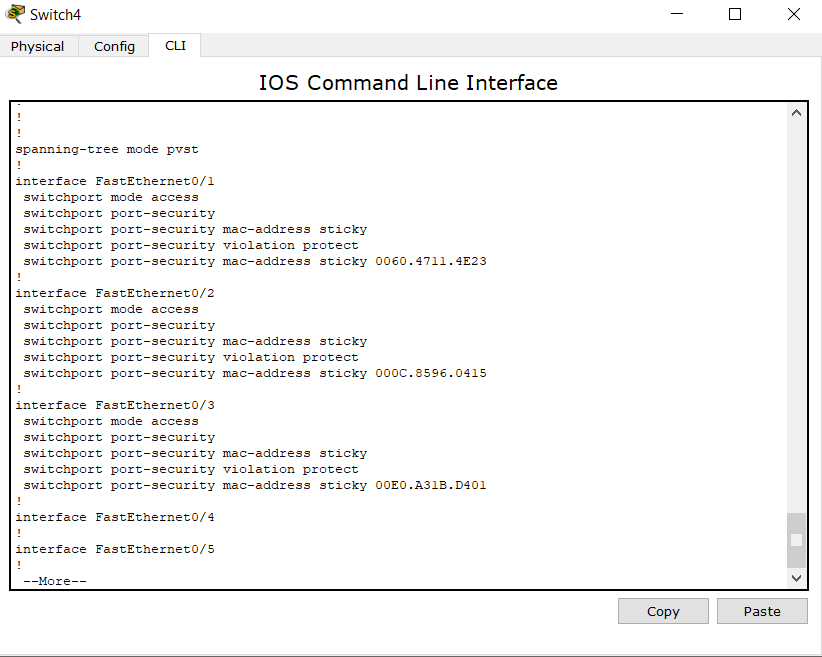 Switch4
Physical
Config
CLI
IOS Command Line Interface
!
!
!
spanning-tree mode pvst
!
interface FastEthernet0/1
 switchport mode access
 switchport port-security
 switchport port-security mac-address sticky
 switchport port-security violation protect
 switchport port-security mac-address sticky 0060.4711.4E23
!
interface FastEthernet0/2
 switchport mode access
 switchport port-security
 switchport port-security mac-address sticky
 switchport port-security violation protect
 switchport port-security mac-address sticky 000C.8596.0415
!
interface FastEthernet0/3
 switchport mode access
 switchport port-security
 switchport port-security mac-address sticky
 switchport port-security violation protect
 switchport port-security mac-address sticky 00E0.A31B.D401
!
interface FastEthernet0/4
!
interface FastEthernet0/5
!
 --More--
Copy
Paste